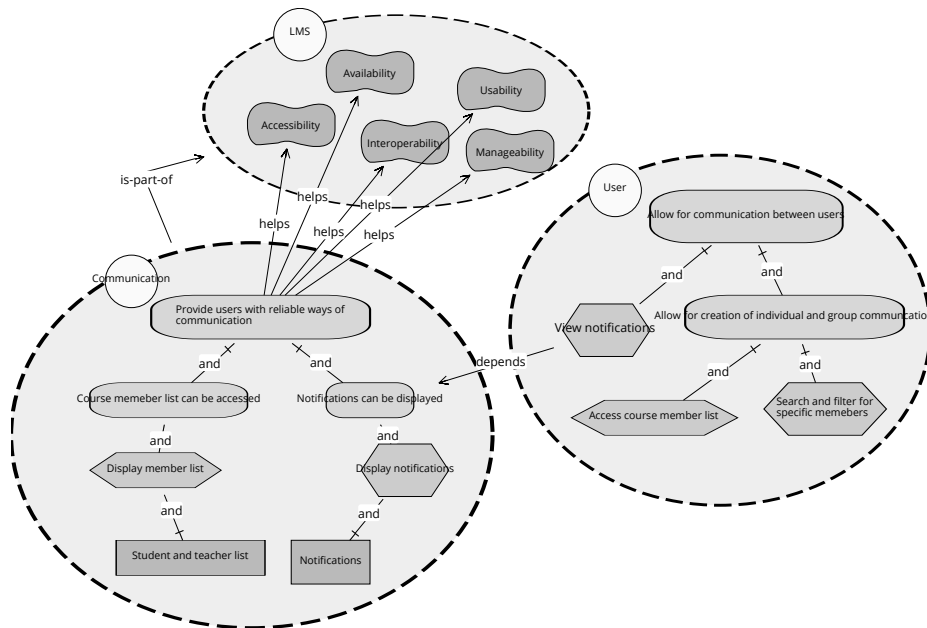 LMS
Availability
Usability
Accessibility
Interoperability
Manageability
is-part-of
helps
helps
helps
helps
helps
User
Allow for communication between users
and
and
View notifications
Allow for creation of individual and group communication
and
and
Access course member list
Search and filter for
specific memebers
depends
Communication
Provide users with reliable ways of
communication
and
and
Course memeber list can be accessed
Notifications can be displayed
and
and
Display member list
Display notifications
and
and
Student and teacher list
Notifications